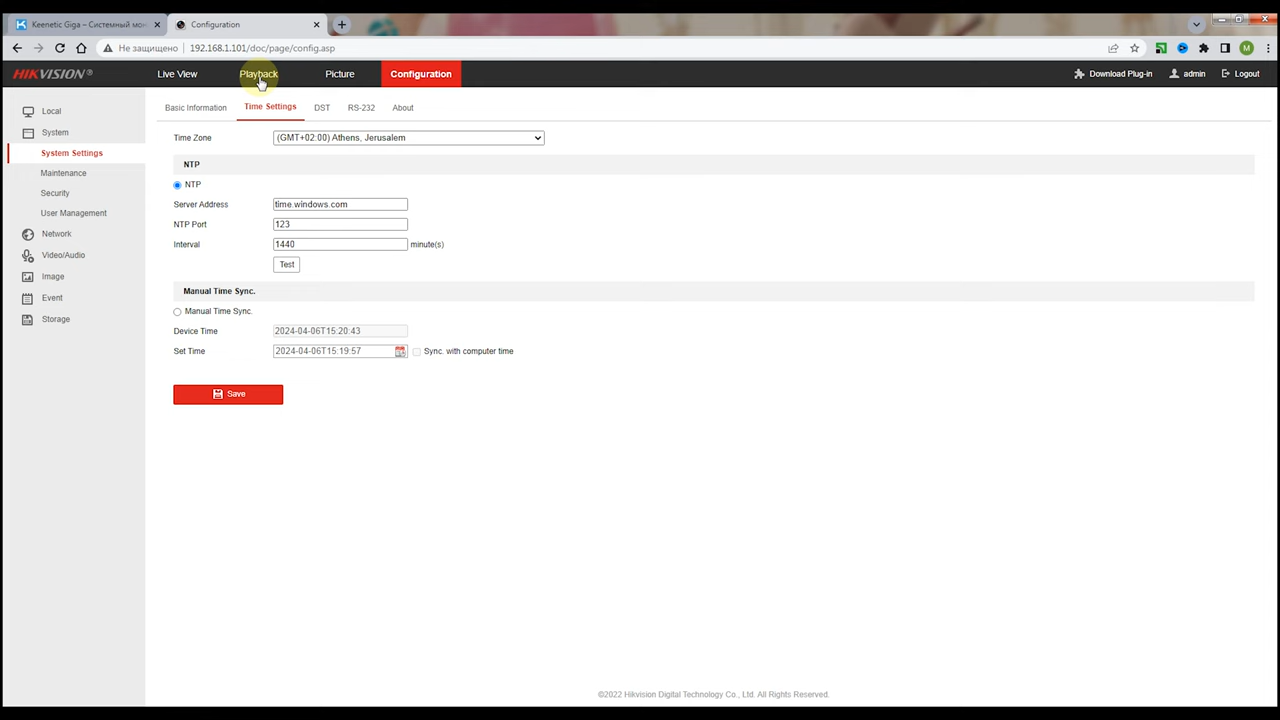 Keenetic Giga – Системный мон
Configuration
Не защищено
192.168.1.101/doc/page/config.asp
M
HIKVISION®
Live View
Playback
Picture
Configuration
Download Plug-in
admin
Logout
Local
System
System Settings
Maintenance
Security
User Management
Network
Video/Audio
Image
Event
Storage
Basic Information
Time Settings
DST
RS-232
About
Time Zone
(GMT+02:00) Athens, Jerusalem
NTP
NTP
Server Address
time.windows.com
NTP Port
123
Interval
1440
minute(s)
Test
Manual Time Sync.
Manual Time Sync.
Device Time
2024-04-06T15:20:43
Set Time
2024-04-06T15:19:57
Sync. with computer time
Save
©2022 Hikvision Digital Technology Co., Ltd. All Rights Reserved.